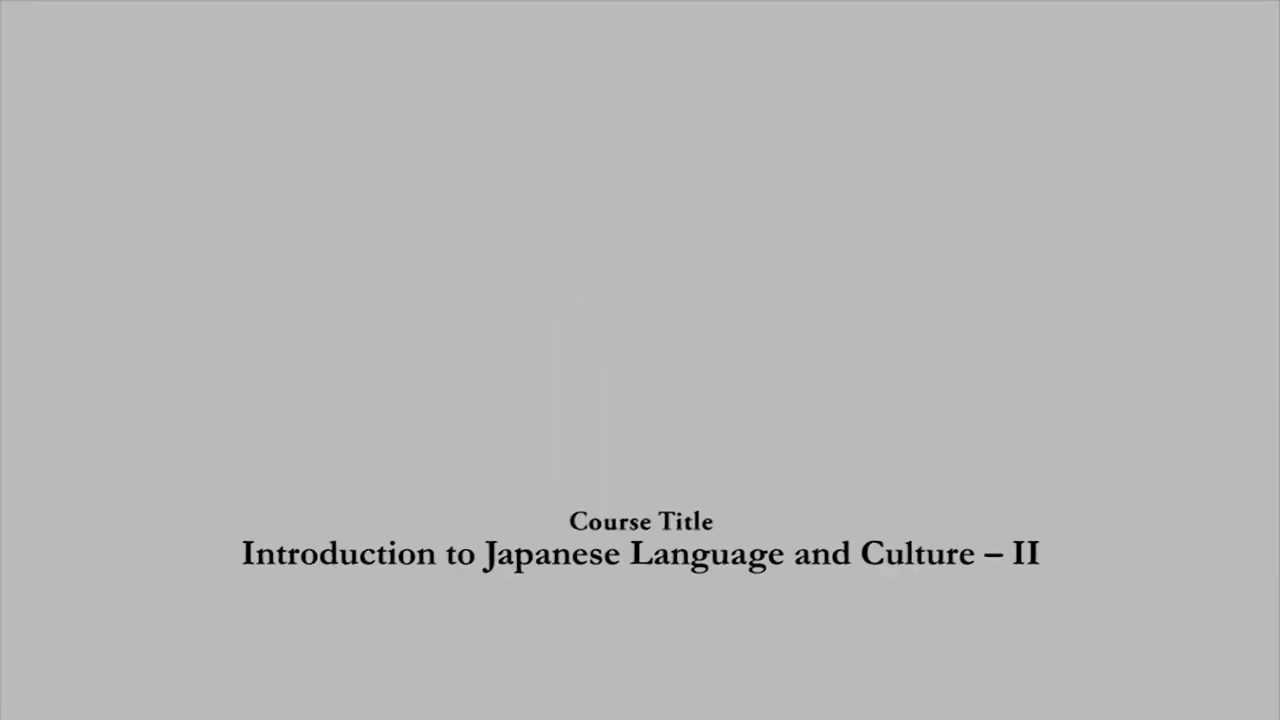 Course Title
Introduction to Japanese Language and Culture – II